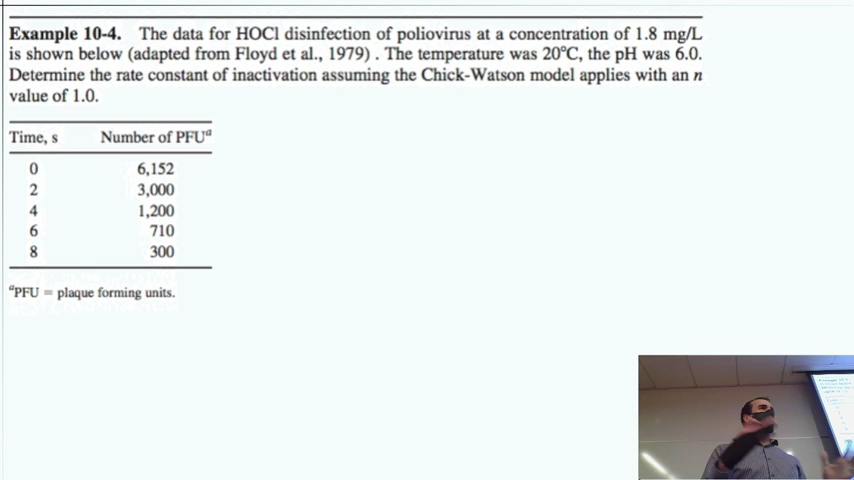 Example 10-4. The data for HOCl disinfection of poliovirus at a concentration of 1.8 mg/L
is shown below (adapted from Floyd et al., 1979) . The temperature was 20°C, the pH was 6.0.
Determine the rate constant of inactivation assuming the Chick-Watson model applies with an n
value of 1.0.
Time, s Number of PFUᵃ
0 6,152
2 3,000
4 1,200
6 710
8 300
ᵃPFU = plaque forming units.